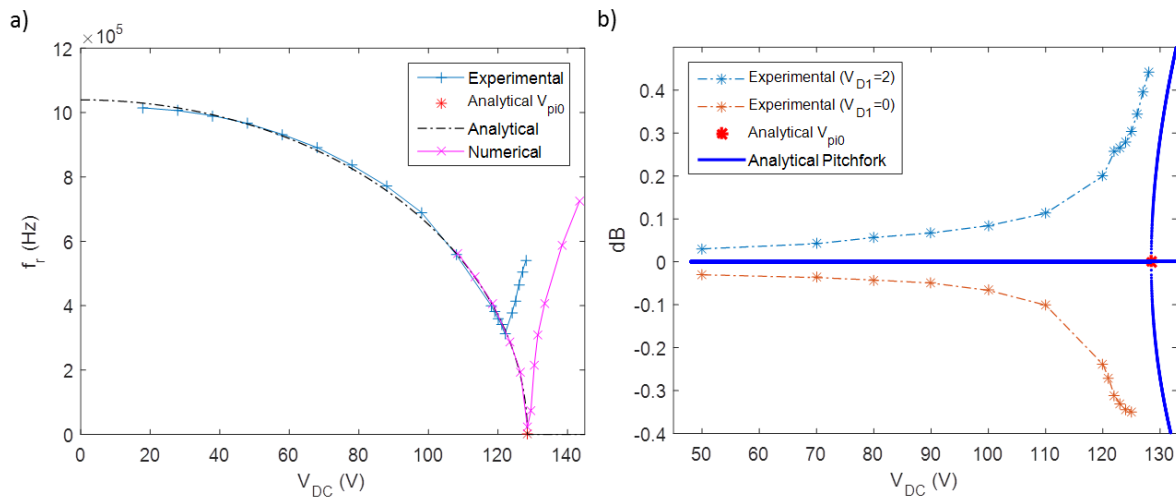 a)
× 10^5
12
10
8
6
4
2
0
f_r (Hz)
0 20 40 60 80 100 120 140
V_DC (V)
Experimental
Analytical V_pi0
Analytical
Numerical
b)
0.4
0.3
0.2
0.1
0
-0.1
-0.2
-0.3
-0.4
dB
50 60 70 80 90 100 110 120 130
V_DC (V)
Experimental (V_D1=2)
Experimental (V_D1=0)
Analytical V_pi0
Analytical Pitchfork